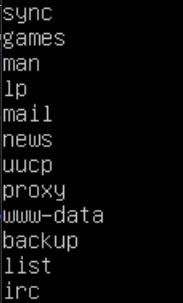 sync
games
man
lp
mail
news
uucp
proxy
www-data
backup
list
irc